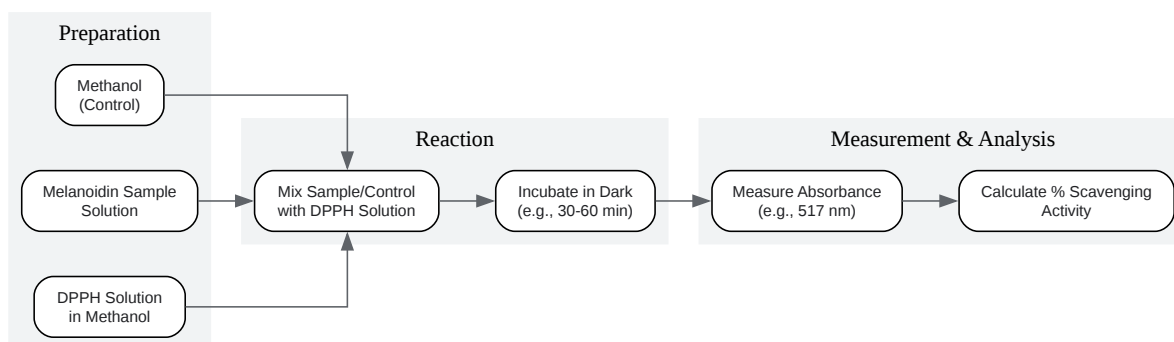 Preparation
Methanol
(Control)
Melanoidin Sample
Solution
DPPH Solution
in Methanol
Reaction
Mix Sample/Control
with DPPH Solution
Incubate in Dark
(e.g., 30-60 min)
Measurement & Analysis
Measure Absorbance
(e.g., 517 nm)
Calculate % Scavenging
Activity